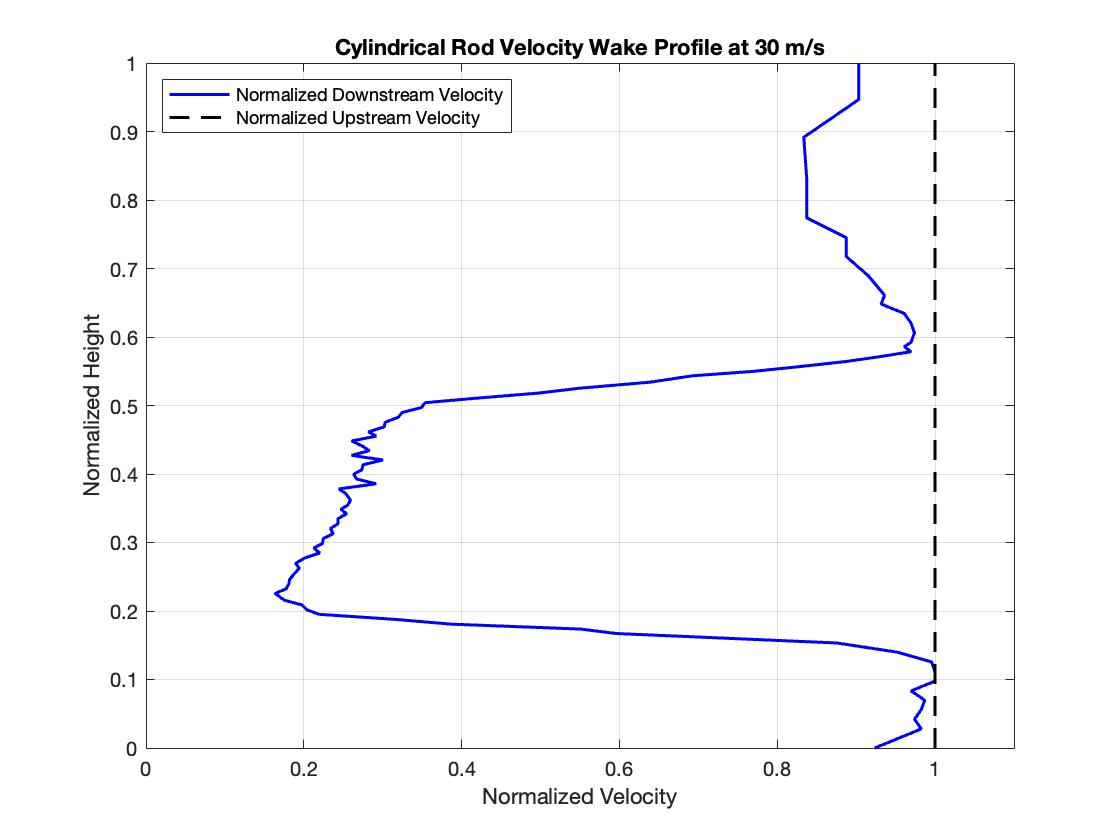 Cylindrical Rod Velocity Wake Profile at 30 m/s
Normalized Downstream Velocity
Normalized Upstream Velocity
Normalized Height
1
0.9
0.8
0.7
0.6
0.5
0.4
0.3
0.2
0.1
0
0 0.2 0.4 0.6 0.8 1
Normalized Velocity